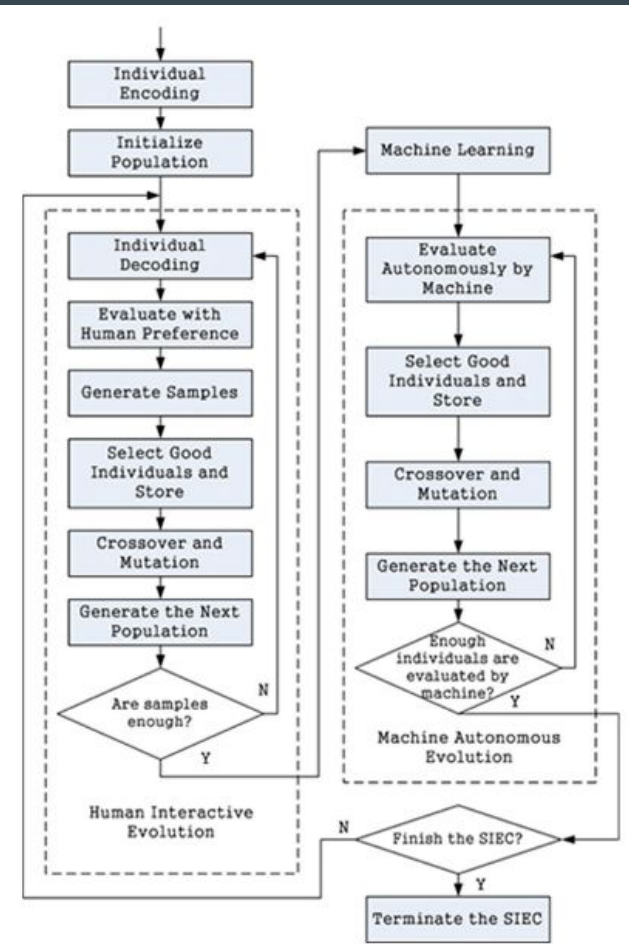 Individual
Encoding
Initialize
Population
Individual
Decoding
Evaluate with
Human Preference
Generate Samples
Select Good
Individuals and
Store
Crossover and
Mutation
Generate the Next
Population
Are samples
enough?
N
Y
Human Interactive
Evolution
Machine Learning
Evaluate
Autonomously by
Machine
Select Good
Individuals and
Store
Crossover and
Mutation
Generate the Next
Population
Enough
individuals are
evaluated by
machine?
N
Y
Machine Autonomous
Evolution
Finish the SIEC?
N
Y
Terminate the SIEC